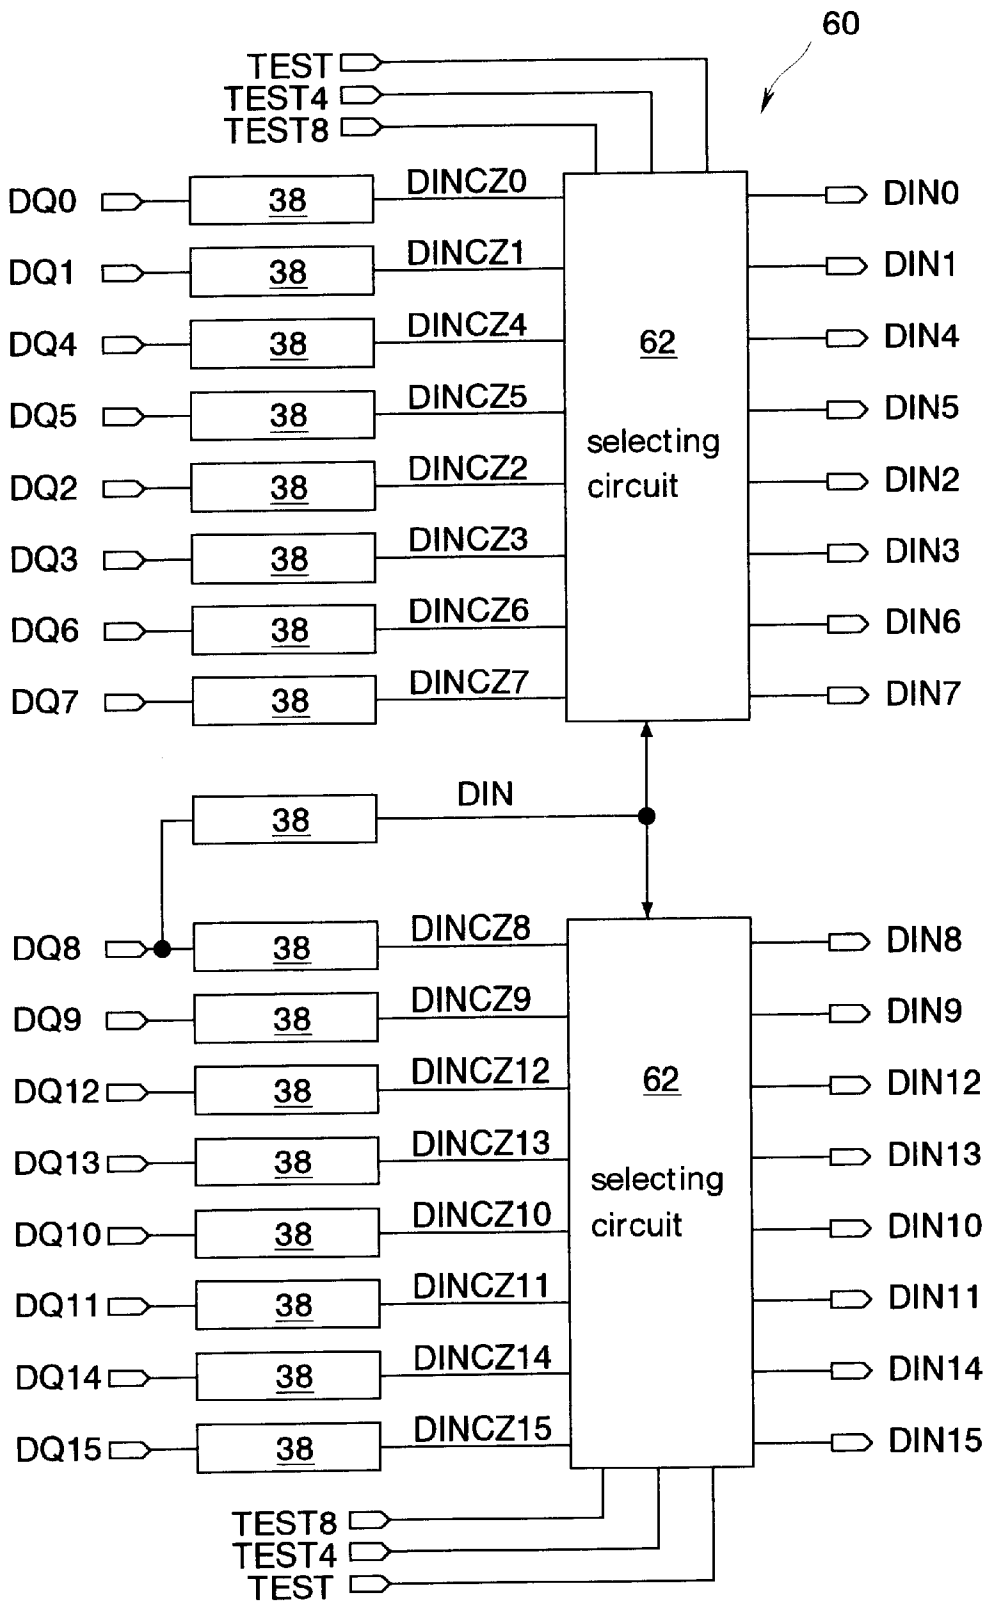 60
TEST
TEST4
TEST8
DQ0 38 DINCZ0 DIN0
DQ1 38 DINCZ1 DIN1
DQ4 38 DINCZ4 62 DIN4
DQ5 38 DINCZ5 DIN5
selecting
circuit
DQ2 38 DINCZ2 DIN2
DQ3 38 DINCZ3 DIN3
DQ6 38 DINCZ6 DIN6
DQ7 38 DINCZ7 DIN7
38 DIN
DQ8 38 DINCZ8 DIN8
DQ9 38 DINCZ9 DIN9
DQ12 38 DINCZ12 62 DIN12
DQ13 38 DINCZ13 DIN13
selecting
circuit
DQ10 38 DINCZ10 DIN10
DQ11 38 DINCZ11 DIN11
DQ14 38 DINCZ14 DIN14
DQ15 38 DINCZ15 DIN15
TEST8
TEST4
TEST